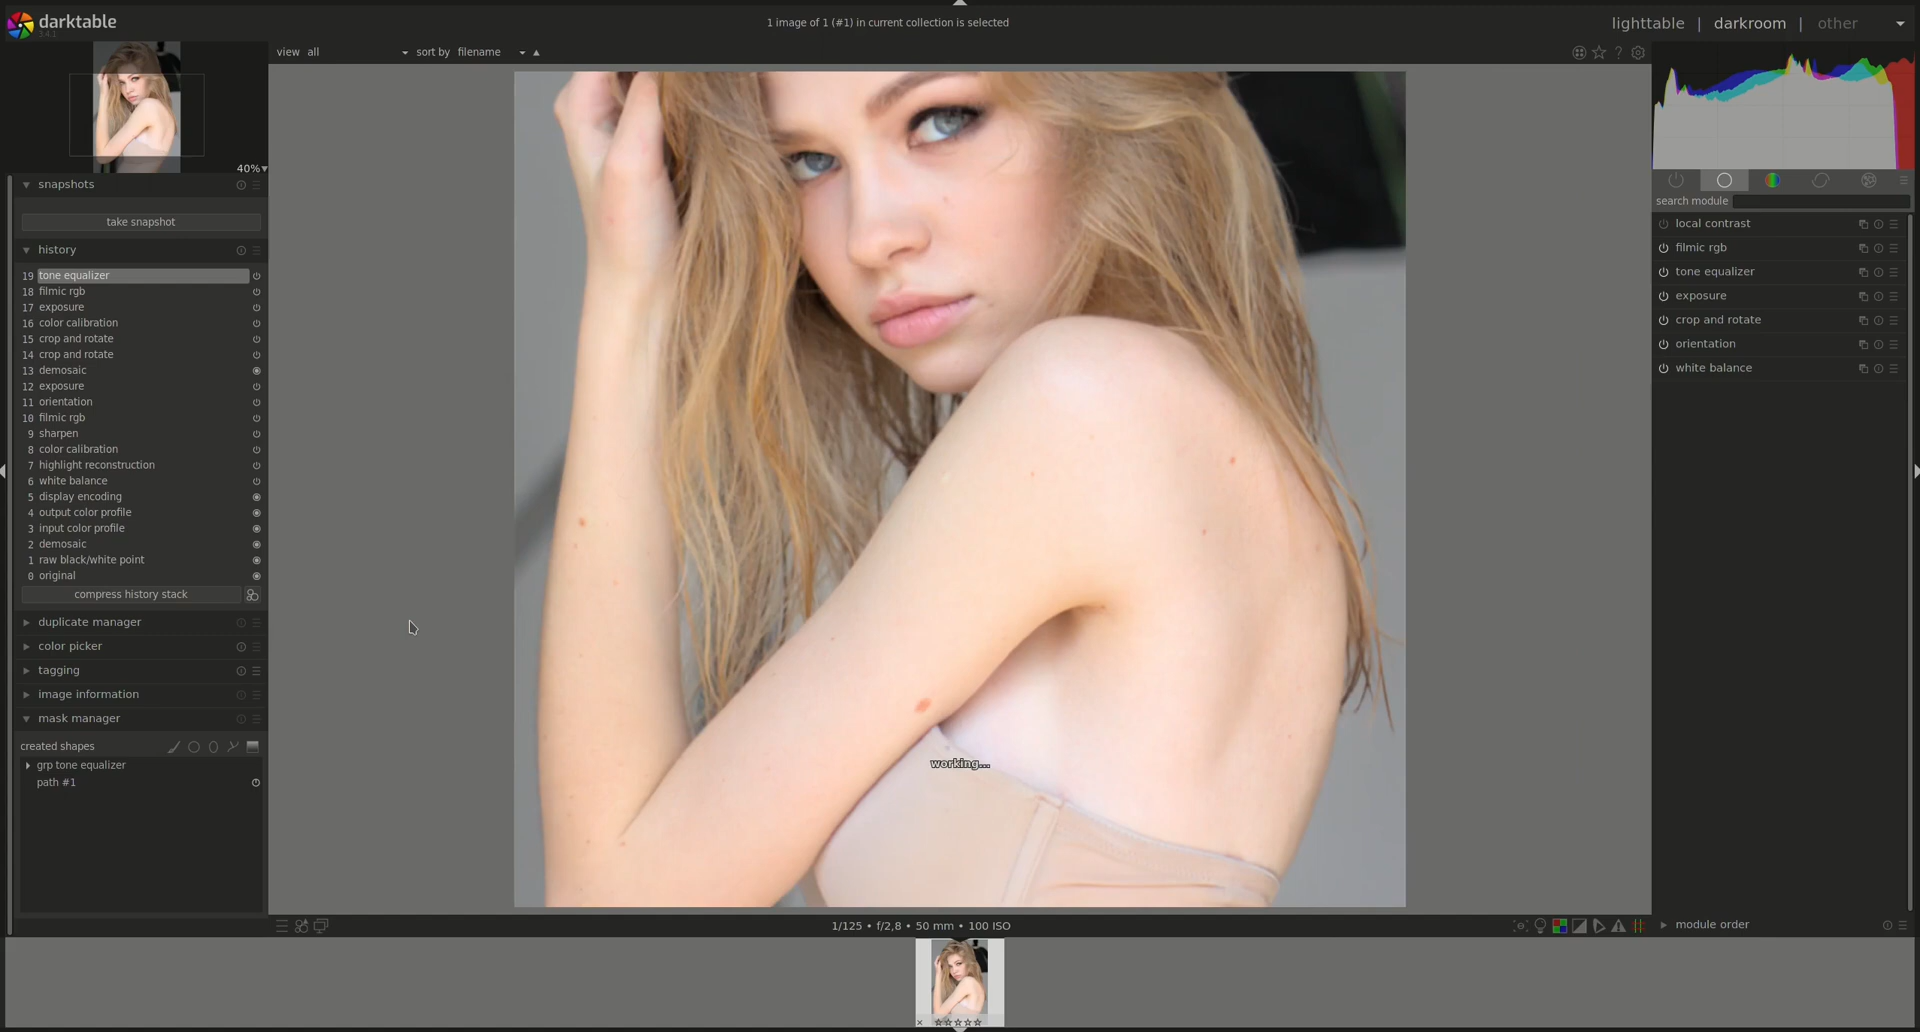 darktable
3.4.1
1 image of 1 (#1) in current collection is selected
lighttable | darkroom | other
view all
sort by filename
40%
snapshots
take snapshot
history
19 tone equalizer
18 filmic rgb
17 exposure
16 color calibration
15 crop and rotate
14 crop and rotate
13 demosaic
12 exposure
11 orientation
10 filmic rgb
9 sharpen
8 color calibration
7 highlight reconstruction
6 white balance
5 display encoding
4 output color profile
3 input color profile
2 demosaic
1 raw black/white point
0 original
compress history stack
duplicate manager
color picker
tagging
image information
mask manager
created shapes
grp tone equalizer
path #1
working...
1/125 • f/2,8 • 50 mm • 100 ISO
search module
local contrast
filmic rgb
tone equalizer
exposure
crop and rotate
orientation
white balance
module order